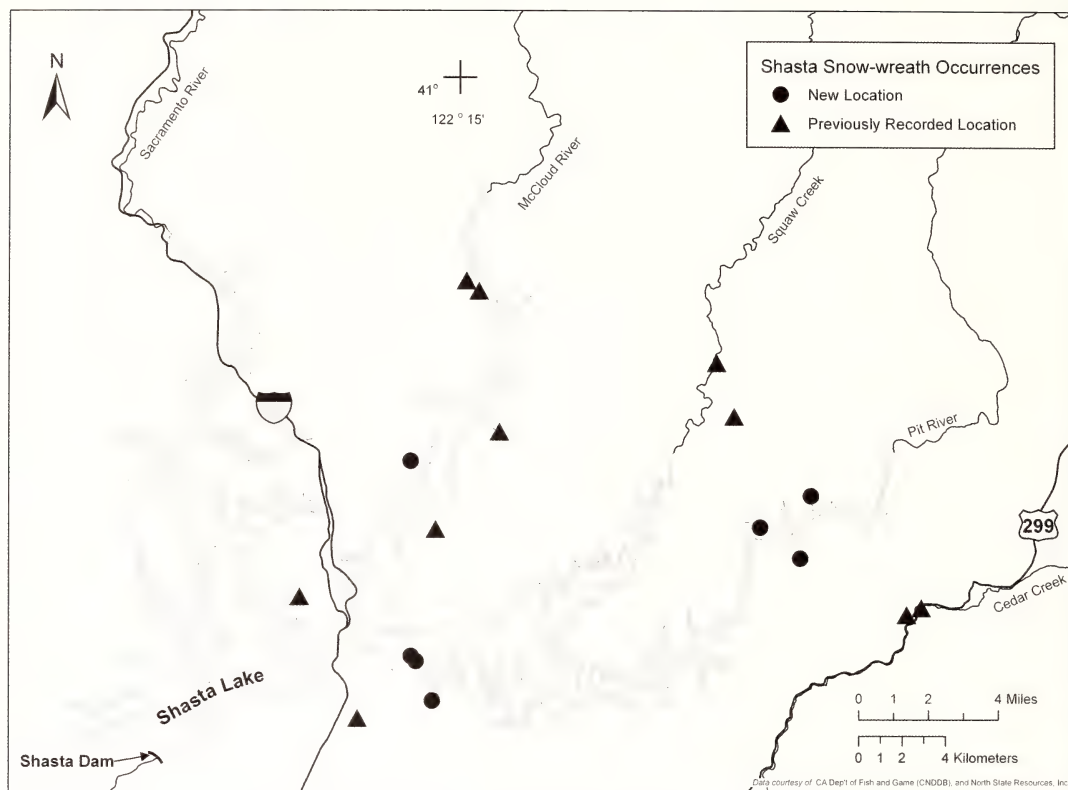 N
Sacramento River
41°
122 ° 15'
McCloud River
Shasta Snow-wreath Occurrences
New Location
Previously Recorded Location
Squaw Creek
Pit River
299
Cedar Creek
Shasta Lake
Shasta Dam
0 1 2 4 Miles
0 1 2 4 Kilometers
Data courtesy of CA Dep't of Fish and Game (CNDDB), and North State Resources, Inc